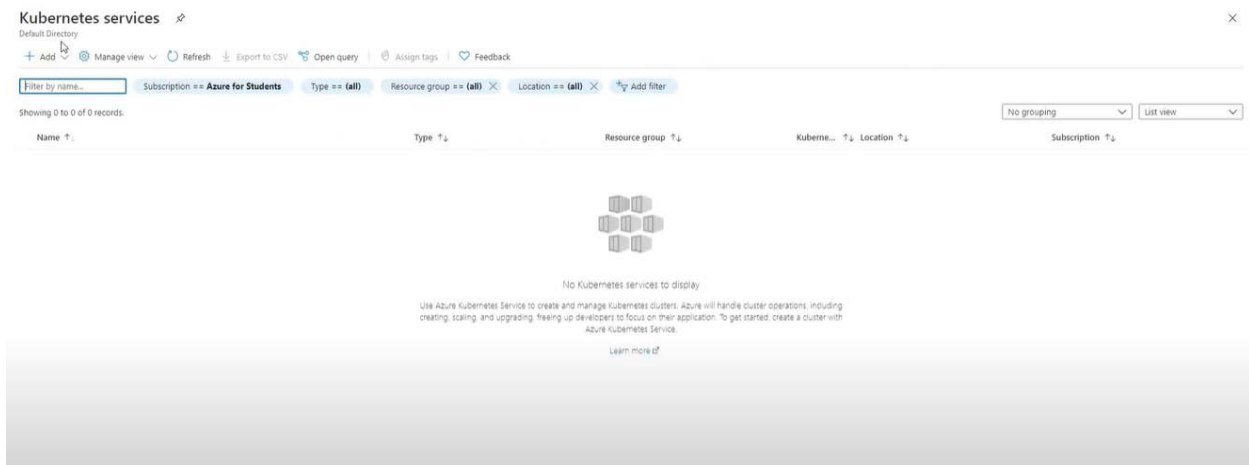 Kubernetes services
Default Directory
Add Manage view Refresh Export to CSV Open query Assign tags Feedback
Filter by name... Subscription == Azure for Students Type == (all) Resource group == (all) Location == (all) Add filter
Showing 0 to 0 of 0 records.
No grouping List view
Name Type Resource group Kuberne... Location Subscription
No Kubernetes services to display
Use Azure Kubernetes Service to create and manage Kubernetes clusters. Azure will handle cluster operations, including
creating, scaling, and upgrading, freeing up developers to focus on their application. To get started, create a cluster with
Azure Kubernetes Service.
Learn more